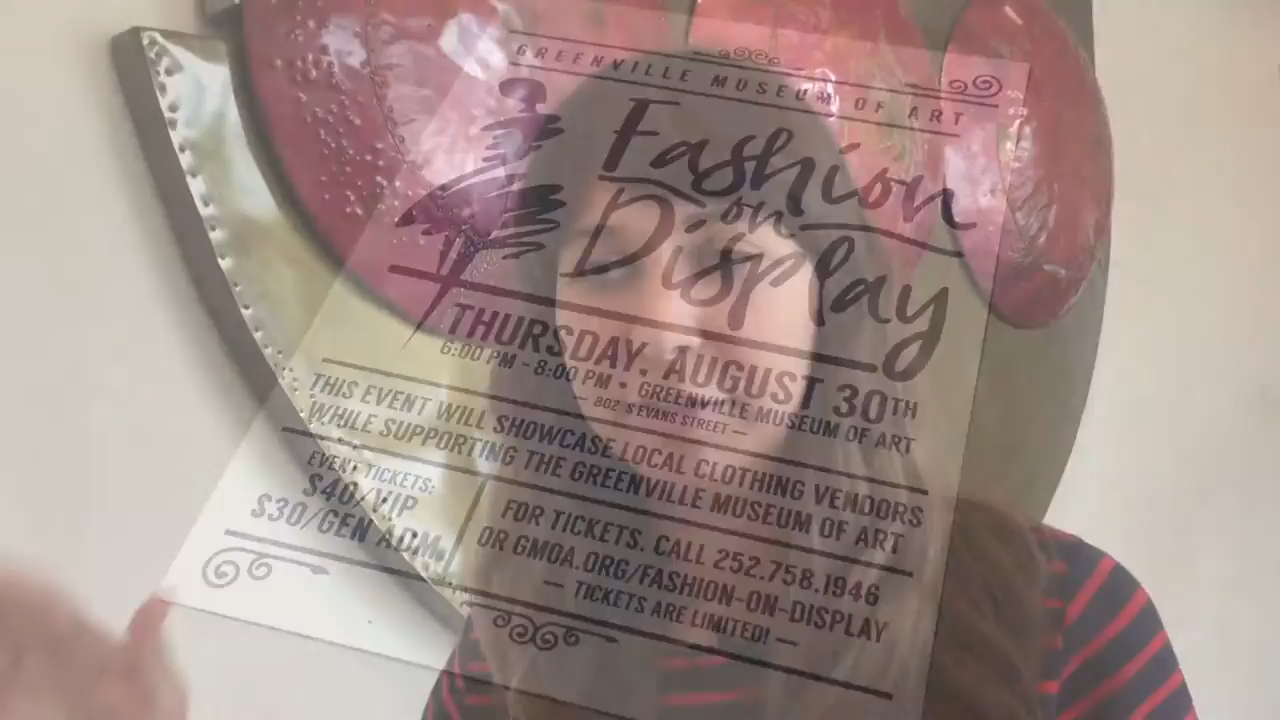 GREENVILLE MUSEUM OF ART
Fashion
on
Display
THURSDAY, AUGUST 30TH
6:00 PM - 8:00 PM • GREENVILLE MUSEUM OF ART
— 802 S EVANS STREET —
THIS EVENT WILL SHOWCASE LOCAL CLOTHING VENDORS
WHILE SUPPORTING THE GREENVILLE MUSEUM OF ART
EVENT TICKETS:
$40/VIP
$30/GEN ADM.
FOR TICKETS, CALL 252.758.1946
OR GMOA.ORG/FASHION-ON-DISPLAY
— TICKETS ARE LIMITED! —